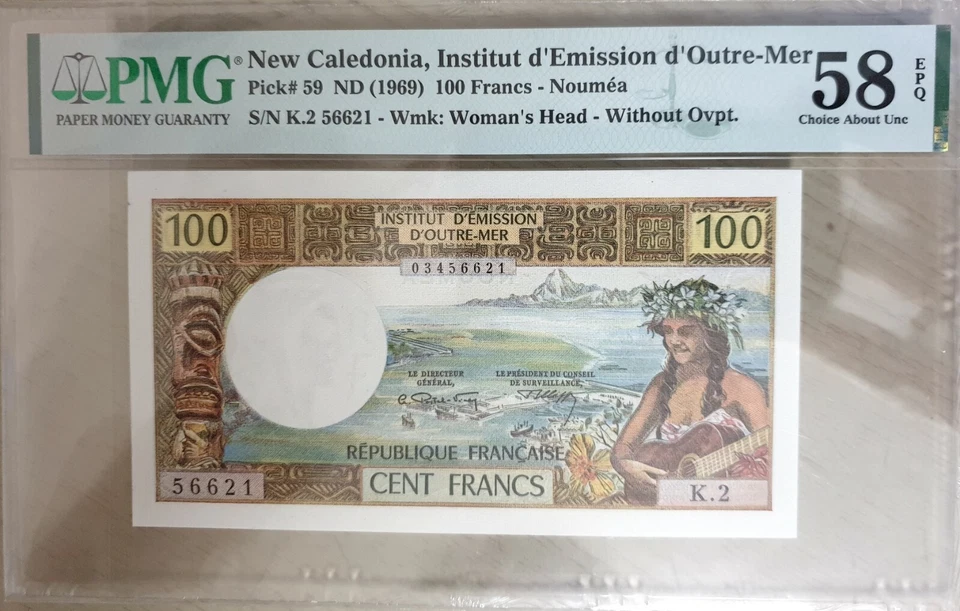 PMG®
PAPER MONEY GUARANTY
New Caledonia, Institut d'Emission d'Outre-Mer
Pick# 59 ND (1969) 100 Francs - Nouméa
S/N K.2 56621 - Wmk: Woman's Head - Without Ovpt.
58
EPQ
Choice About Unc
100
INSTITUT D'ÉMISSION
D'OUTRE-MER
100
03456621
LE DIRECTEUR
GÉNÉRAL,
LE PRÉSIDENT DU CONSEIL
DE SURVEILLANCE,
RÉPUBLIQUE FRANÇAISE
56621
CENT FRANCS
K.2